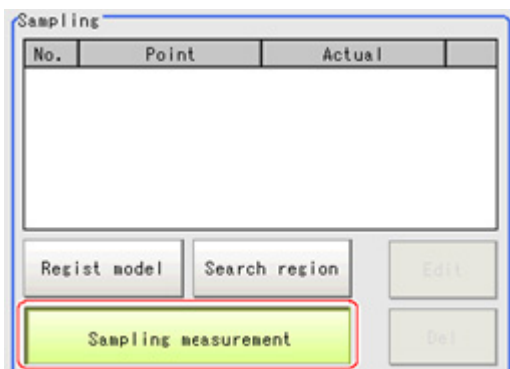 Sampling
No. Point Actual
Regist model Search region Edit
Sampling measurement Del